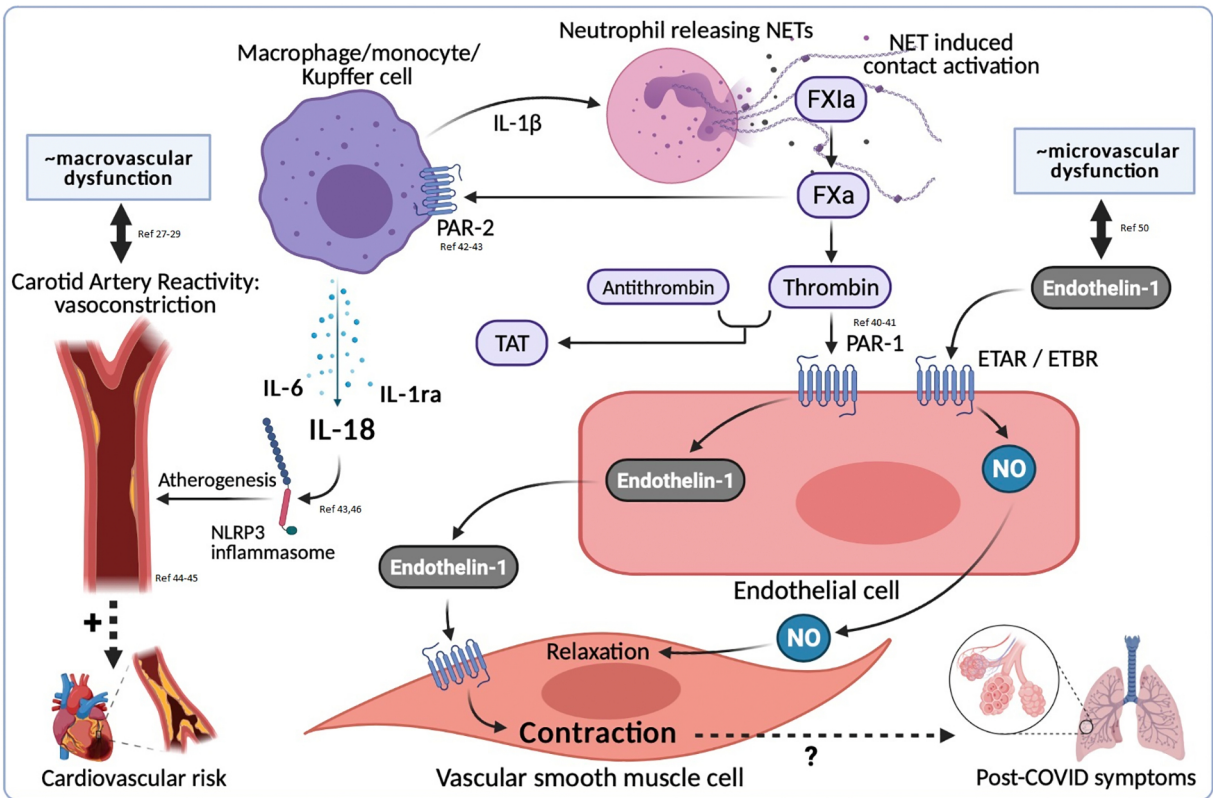 Neutrophil releasing NETs
Macrophage/monocyte/
Kupffer cell
NET induced
contact activation
FXIa
IL-1β
~macrovascular
dysfunction
~microvascular
dysfunction
FXa
PAR-2
Ref 42-43
Ref 27-29
Ref 50
Carotid Artery Reactivity:
vasoconstriction
Antithrombin
Thrombin
Endothelin-1
TAT
Ref 40-41
PAR-1
ETAR / ETBR
IL-6
IL-1ra
IL-18
Atherogenesis
NLRP3
inflammasome
Ref 43,46
Endothelin-1
NO
Ref 44-45
Endothelin-1
Endothelial cell
+
NO
Relaxation
Contraction
?
Cardiovascular risk
Vascular smooth muscle cell
Post-COVID symptoms